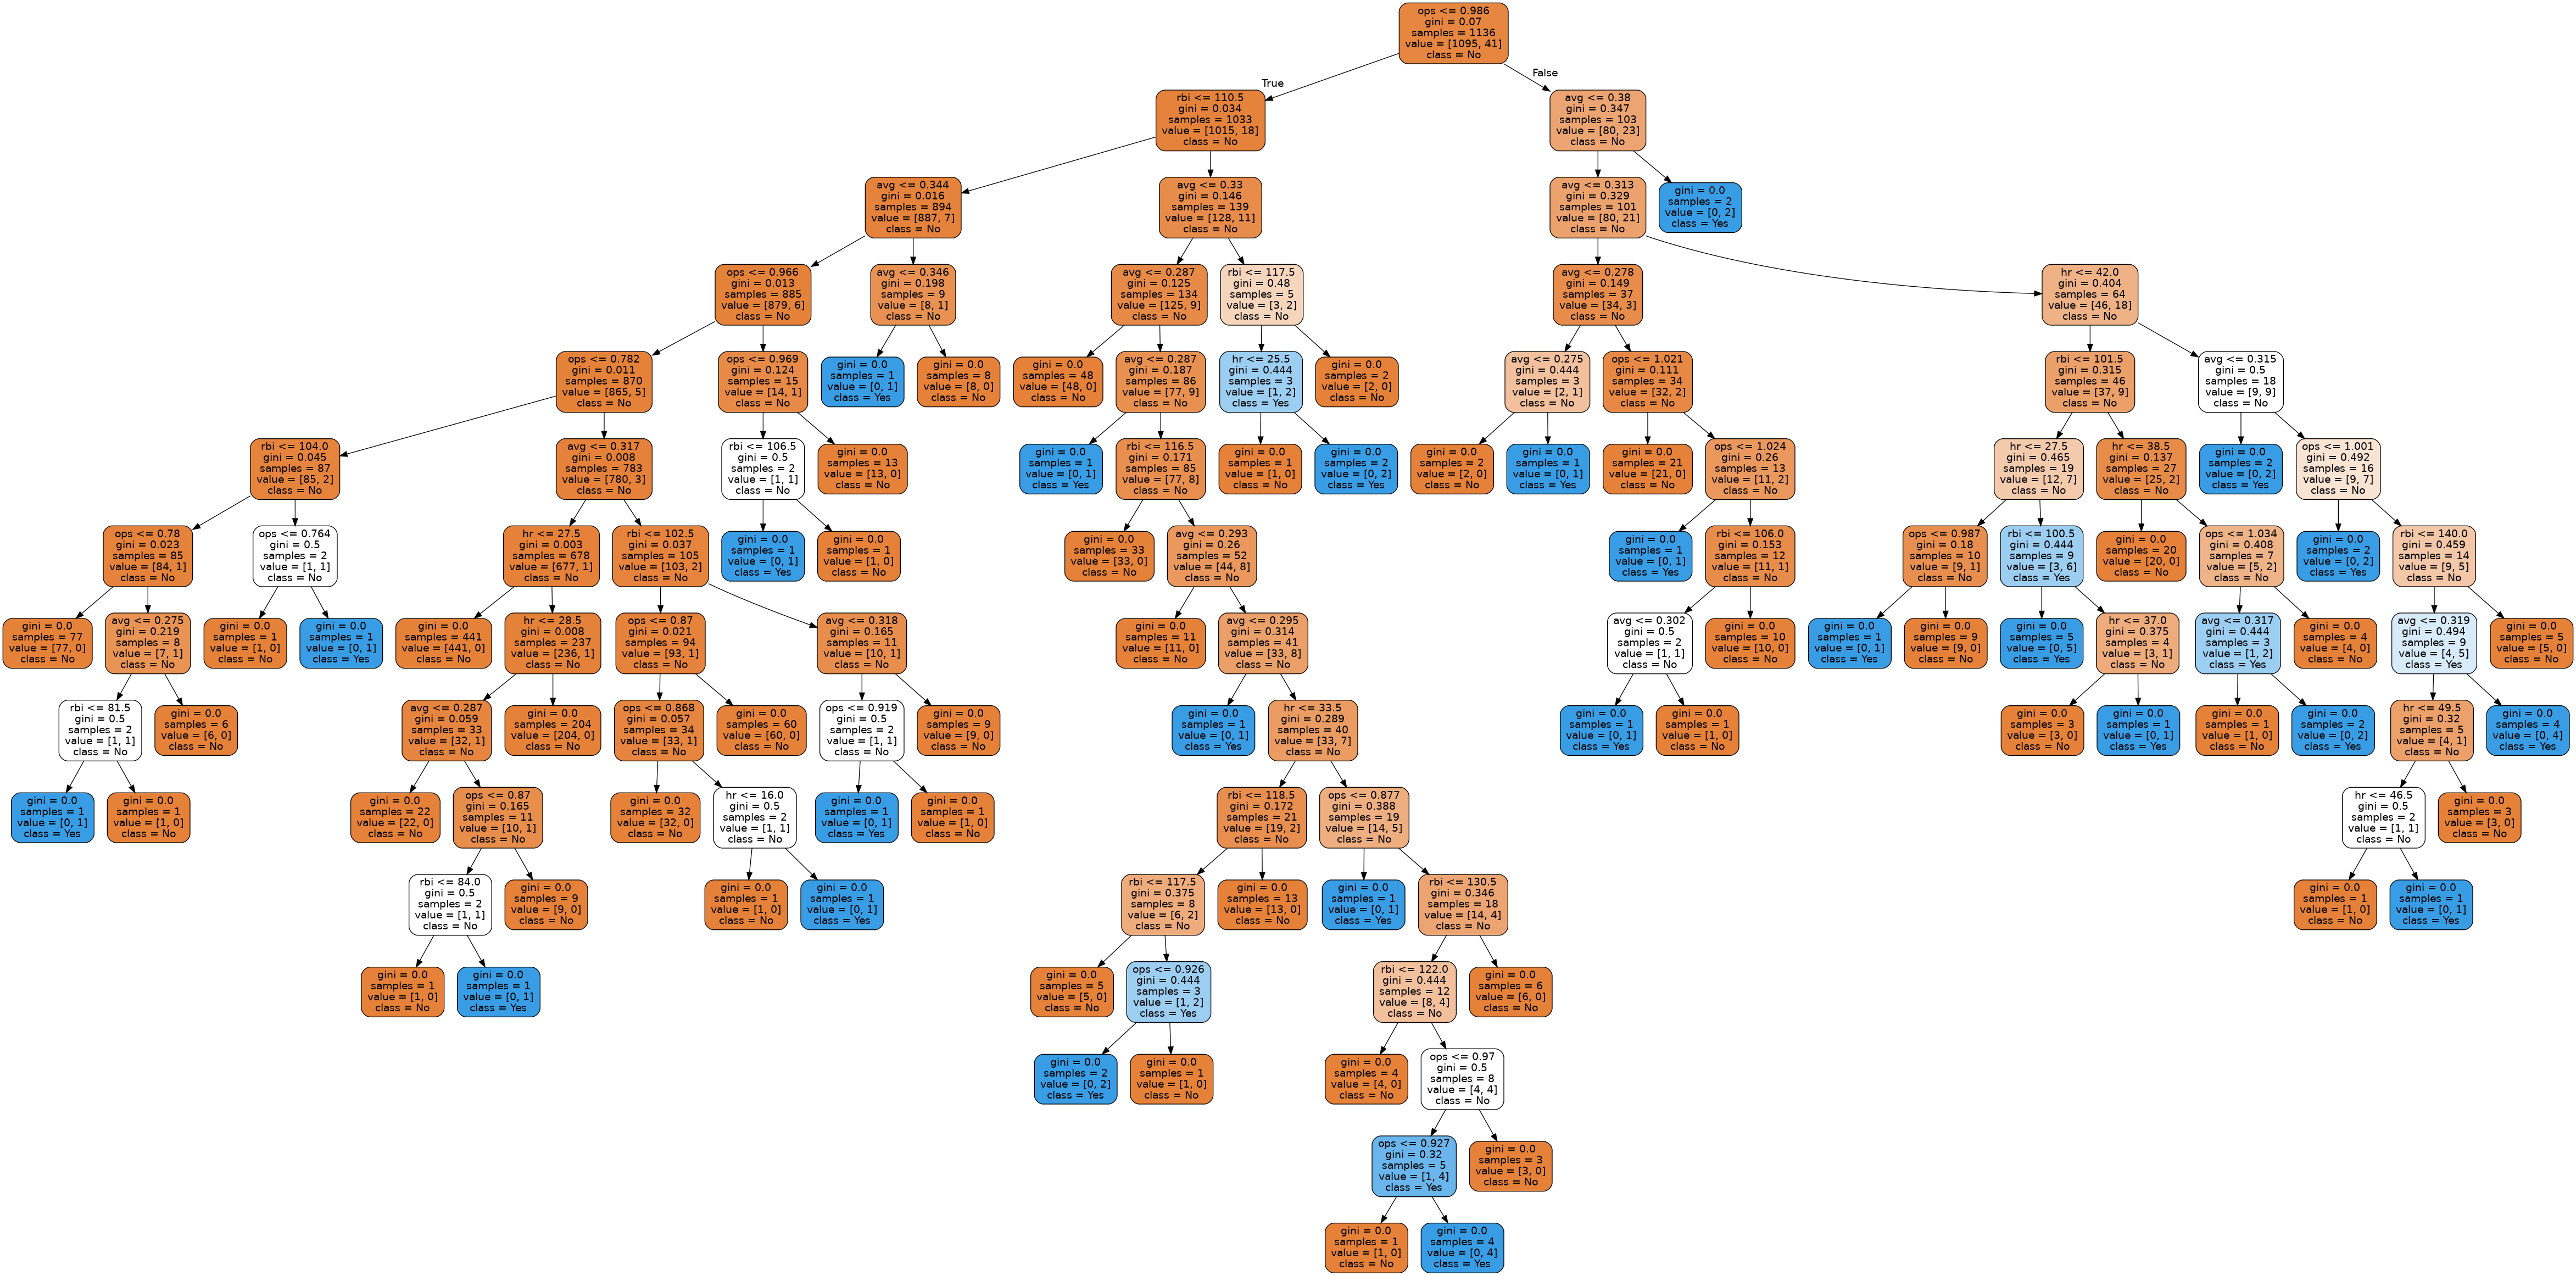 ops <= 0.986
gini = 0.07
samples = 1136
value = [1095, 41]
class = No
True
False
rbi <= 110.5
gini = 0.034
samples = 1033
value = [1015, 18]
class = No
avg <= 0.38
gini = 0.347
samples = 103
value = [80, 23]
class = No
avg <= 0.344
gini = 0.016
samples = 894
value = [887, 7]
class = No
avg <= 0.33
gini = 0.146
samples = 139
value = [128, 11]
class = No
avg <= 0.313
gini = 0.329
samples = 101
value = [80, 21]
class = No
gini = 0.0
samples = 2
value = [0, 2]
class = Yes
ops <= 0.966
gini = 0.013
samples = 885
value = [879, 6]
class = No
avg <= 0.346
gini = 0.198
samples = 9
value = [8, 1]
class = No
avg <= 0.287
gini = 0.125
samples = 134
value = [125, 9]
class = No
rbi <= 117.5
gini = 0.48
samples = 5
value = [3, 2]
class = No
avg <= 0.278
gini = 0.149
samples = 37
value = [34, 3]
class = No
hr <= 42.0
gini = 0.404
samples = 64
value = [46, 18]
class = No
ops <= 0.782
gini = 0.011
samples = 870
value = [865, 5]
class = No
ops <= 0.969
gini = 0.124
samples = 15
value = [14, 1]
class = No
gini = 0.0
samples = 1
value = [0, 1]
class = Yes
gini = 0.0
samples = 8
value = [8, 0]
class = No
gini = 0.0
samples = 48
value = [48, 0]
class = No
avg <= 0.287
gini = 0.187
samples = 86
value = [77, 9]
class = No
hr <= 25.5
gini = 0.444
samples = 3
value = [1, 2]
class = Yes
gini = 0.0
samples = 2
value = [2, 0]
class = No
avg <= 0.275
gini = 0.444
samples = 3
value = [2, 1]
class = No
ops <= 1.021
gini = 0.111
samples = 34
value = [32, 2]
class = No
rbi <= 101.5
gini = 0.315
samples = 46
value = [37, 9]
class = No
avg <= 0.315
gini = 0.5
samples = 18
value = [9, 9]
class = No
rbi <= 104.0
gini = 0.045
samples = 87
value = [85, 2]
class = No
avg <= 0.317
gini = 0.008
samples = 783
value = [780, 3]
class = No
rbi <= 106.5
gini = 0.5
samples = 2
value = [1, 1]
class = No
gini = 0.0
samples = 13
value = [13, 0]
class = No
gini = 0.0
samples = 1
value = [0, 1]
class = Yes
rbi <= 116.5
gini = 0.171
samples = 85
value = [77, 8]
class = No
gini = 0.0
samples = 1
value = [1, 0]
class = No
gini = 0.0
samples = 2
value = [0, 2]
class = Yes
gini = 0.0
samples = 2
value = [2, 0]
class = No
gini = 0.0
samples = 1
value = [0, 1]
class = Yes
gini = 0.0
samples = 21
value = [21, 0]
class = No
ops <= 1.024
gini = 0.26
samples = 13
value = [11, 2]
class = No
hr <= 27.5
gini = 0.465
samples = 19
value = [12, 7]
class = No
hr <= 38.5
gini = 0.137
samples = 27
value = [25, 2]
class = No
gini = 0.0
samples = 2
value = [0, 2]
class = Yes
ops <= 1.001
gini = 0.492
samples = 16
value = [9, 7]
class = No
ops <= 0.78
gini = 0.023
samples = 85
value = [84, 1]
class = No
ops <= 0.764
gini = 0.5
samples = 2
value = [1, 1]
class = No
hr <= 27.5
gini = 0.003
samples = 678
value = [677, 1]
class = No
rbi <= 102.5
gini = 0.037
samples = 105
value = [103, 2]
class = No
gini = 0.0
samples = 1
value = [0, 1]
class = Yes
gini = 0.0
samples = 1
value = [1, 0]
class = No
gini = 0.0
samples = 33
value = [33, 0]
class = No
avg <= 0.293
gini = 0.26
samples = 52
value = [44, 8]
class = No
gini = 0.0
samples = 1
value = [0, 1]
class = Yes
rbi <= 106.0
gini = 0.153
samples = 12
value = [11, 1]
class = No
ops <= 0.987
gini = 0.18
samples = 10
value = [9, 1]
class = No
rbi <= 100.5
gini = 0.444
samples = 9
value = [3, 6]
class = Yes
gini = 0.0
samples = 20
value = [20, 0]
class = No
ops <= 1.034
gini = 0.408
samples = 7
value = [5, 2]
class = No
gini = 0.0
samples = 2
value = [0, 2]
class = Yes
rbi <= 140.0
gini = 0.459
samples = 14
value = [9, 5]
class = No
gini = 0.0
samples = 77
value = [77, 0]
class = No
avg <= 0.275
gini = 0.219
samples = 8
value = [7, 1]
class = No
gini = 0.0
samples = 1
value = [1, 0]
class = No
gini = 0.0
samples = 1
value = [0, 1]
class = Yes
gini = 0.0
samples = 441
value = [441, 0]
class = No
hr <= 28.5
gini = 0.008
samples = 237
value = [236, 1]
class = No
ops <= 0.87
gini = 0.021
samples = 94
value = [93, 1]
class = No
avg <= 0.318
gini = 0.165
samples = 11
value = [10, 1]
class = No
gini = 0.0
samples = 11
value = [11, 0]
class = No
avg <= 0.295
gini = 0.314
samples = 41
value = [33, 8]
class = No
avg <= 0.302
gini = 0.5
samples = 2
value = [1, 1]
class = No
gini = 0.0
samples = 10
value = [10, 0]
class = No
gini = 0.0
samples = 1
value = [0, 1]
class = Yes
gini = 0.0
samples = 9
value = [9, 0]
class = No
gini = 0.0
samples = 5
value = [0, 5]
class = Yes
hr <= 37.0
gini = 0.375
samples = 4
value = [3, 1]
class = No
avg <= 0.317
gini = 0.444
samples = 3
value = [1, 2]
class = Yes
gini = 0.0
samples = 4
value = [4, 0]
class = No
avg <= 0.319
gini = 0.494
samples = 9
value = [4, 5]
class = Yes
gini = 0.0
samples = 5
value = [5, 0]
class = No
rbi <= 81.5
gini = 0.5
samples = 2
value = [1, 1]
class = No
gini = 0.0
samples = 6
value = [6, 0]
class = No
avg <= 0.287
gini = 0.059
samples = 33
value = [32, 1]
class = No
gini = 0.0
samples = 204
value = [204, 0]
class = No
ops <= 0.868
gini = 0.057
samples = 34
value = [33, 1]
class = No
gini = 0.0
samples = 60
value = [60, 0]
class = No
ops <= 0.919
gini = 0.5
samples = 2
value = [1, 1]
class = No
gini = 0.0
samples = 9
value = [9, 0]
class = No
gini = 0.0
samples = 1
value = [0, 1]
class = Yes
hr <= 33.5
gini = 0.289
samples = 40
value = [33, 7]
class = No
gini = 0.0
samples = 1
value = [0, 1]
class = Yes
gini = 0.0
samples = 1
value = [1, 0]
class = No
gini = 0.0
samples = 3
value = [3, 0]
class = No
gini = 0.0
samples = 1
value = [0, 1]
class = Yes
gini = 0.0
samples = 1
value = [1, 0]
class = No
gini = 0.0
samples = 2
value = [0, 2]
class = Yes
hr <= 49.5
gini = 0.32
samples = 5
value = [4, 1]
class = No
gini = 0.0
samples = 4
value = [0, 4]
class = Yes
gini = 0.0
samples = 1
value = [0, 1]
class = Yes
gini = 0.0
samples = 1
value = [1, 0]
class = No
gini = 0.0
samples = 22
value = [22, 0]
class = No
ops <= 0.87
gini = 0.165
samples = 11
value = [10, 1]
class = No
gini = 0.0
samples = 32
value = [32, 0]
class = No
hr <= 16.0
gini = 0.5
samples = 2
value = [1, 1]
class = No
gini = 0.0
samples = 1
value = [0, 1]
class = Yes
gini = 0.0
samples = 1
value = [1, 0]
class = No
rbi <= 118.5
gini = 0.172
samples = 21
value = [19, 2]
class = No
ops <= 0.877
gini = 0.388
samples = 19
value = [14, 5]
class = No
hr <= 46.5
gini = 0.5
samples = 2
value = [1, 1]
class = No
gini = 0.0
samples = 3
value = [3, 0]
class = No
rbi <= 84.0
gini = 0.5
samples = 2
value = [1, 1]
class = No
gini = 0.0
samples = 9
value = [9, 0]
class = No
gini = 0.0
samples = 1
value = [1, 0]
class = No
gini = 0.0
samples = 1
value = [0, 1]
class = Yes
rbi <= 117.5
gini = 0.375
samples = 8
value = [6, 2]
class = No
gini = 0.0
samples = 13
value = [13, 0]
class = No
gini = 0.0
samples = 1
value = [0, 1]
class = Yes
rbi <= 130.5
gini = 0.346
samples = 18
value = [14, 4]
class = No
gini = 0.0
samples = 1
value = [1, 0]
class = No
gini = 0.0
samples = 1
value = [0, 1]
class = Yes
gini = 0.0
samples = 1
value = [1, 0]
class = No
gini = 0.0
samples = 1
value = [0, 1]
class = Yes
gini = 0.0
samples = 5
value = [5, 0]
class = No
ops <= 0.926
gini = 0.444
samples = 3
value = [1, 2]
class = Yes
rbi <= 122.0
gini = 0.444
samples = 12
value = [8, 4]
class = No
gini = 0.0
samples = 6
value = [6, 0]
class = No
gini = 0.0
samples = 2
value = [0, 2]
class = Yes
gini = 0.0
samples = 1
value = [1, 0]
class = No
gini = 0.0
samples = 4
value = [4, 0]
class = No
ops <= 0.97
gini = 0.5
samples = 8
value = [4, 4]
class = No
ops <= 0.927
gini = 0.32
samples = 5
value = [1, 4]
class = Yes
gini = 0.0
samples = 3
value = [3, 0]
class = No
gini = 0.0
samples = 1
value = [1, 0]
class = No
gini = 0.0
samples = 4
value = [0, 4]
class = Yes